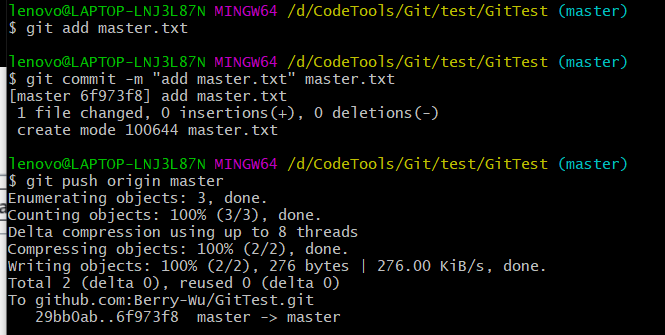 lenovo@LAPTOP-LNJ3L87N MINGW64 /d/CodeTools/Git/test/GitTest (master)
$ git add master.txt
lenovo@LAPTOP-LNJ3L87N MINGW64 /d/CodeTools/Git/test/GitTest (master)
$ git commit -m "add master.txt" master.txt
[master 6f973f8] add master.txt
 1 file changed, 0 insertions(+), 0 deletions(-)
 create mode 100644 master.txt
lenovo@LAPTOP-LNJ3L87N MINGW64 /d/CodeTools/Git/test/GitTest (master)
$ git push origin master
Enumerating objects: 3, done.
Counting objects: 100% (3/3), done.
Delta compression using up to 8 threads
Compressing objects: 100% (2/2), done.
Writing objects: 100% (2/2), 276 bytes | 276.00 KiB/s, done.
Total 2 (delta 0), reused 0 (delta 0)
To github.com:Berry-Wu/GitTest.git
   29bb0ab..6f973f8  master -> master